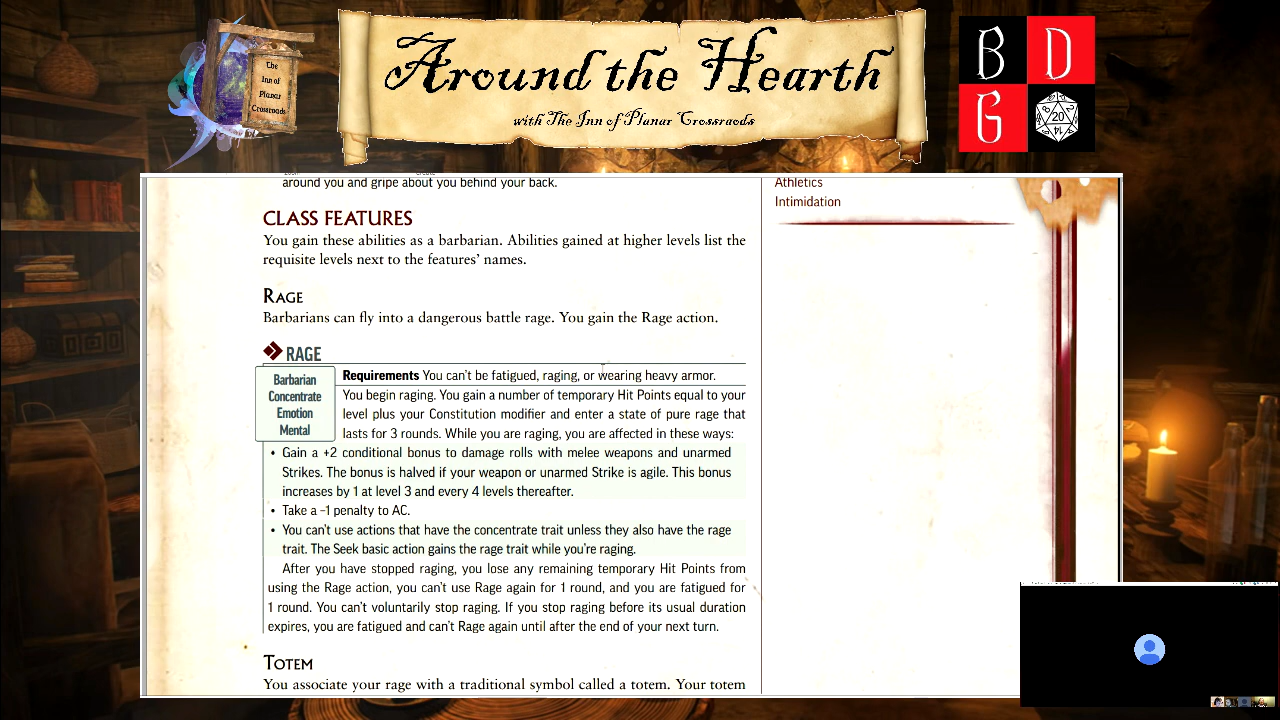 The
Inn of
Planar
Crossroads
Around the Hearth
with The Inn of Planar Crossraods
B D
G 20
around you and gripe about you behind your back.
CLASS FEATURES
You gain these abilities as a barbarian. Abilities gained at higher levels list the
requisite levels next to the features' names.
RAGE
Barbarians can fly into a dangerous battle rage. You gain the Rage action.
RAGE
Barbarian
Concentrate
Emotion
Mental
Requirements You can't be fatigued, raging, or wearing heavy armor.
You begin raging. You gain a number of temporary Hit Points equal to your
level plus your Constitution modifier and enter a state of pure rage that
lasts for 3 rounds. While you are raging, you are affected in these ways:
• Gain a +2 conditional bonus to damage rolls with melee weapons and unarmed
Strikes. The bonus is halved if your weapon or unarmed Strike is agile. This bonus
increases by 1 at level 3 and every 4 levels thereafter.
• Take a –1 penalty to AC.
• You can't use actions that have the concentrate trait unless they also have the rage
trait. The Seek basic action gains the rage trait while you're raging.
After you have stopped raging, you lose any remaining temporary Hit Points from
using the Rage action, you can't use Rage again for 1 round, and you are fatigued for
1 round. You can't voluntarily stop raging. If you stop raging before its usual duration
expires, you are fatigued and can't Rage again until after the end of your next turn.
TOTEM
You associate your rage with a traditional symbol called a totem. Your totem
Athletics
Intimidation